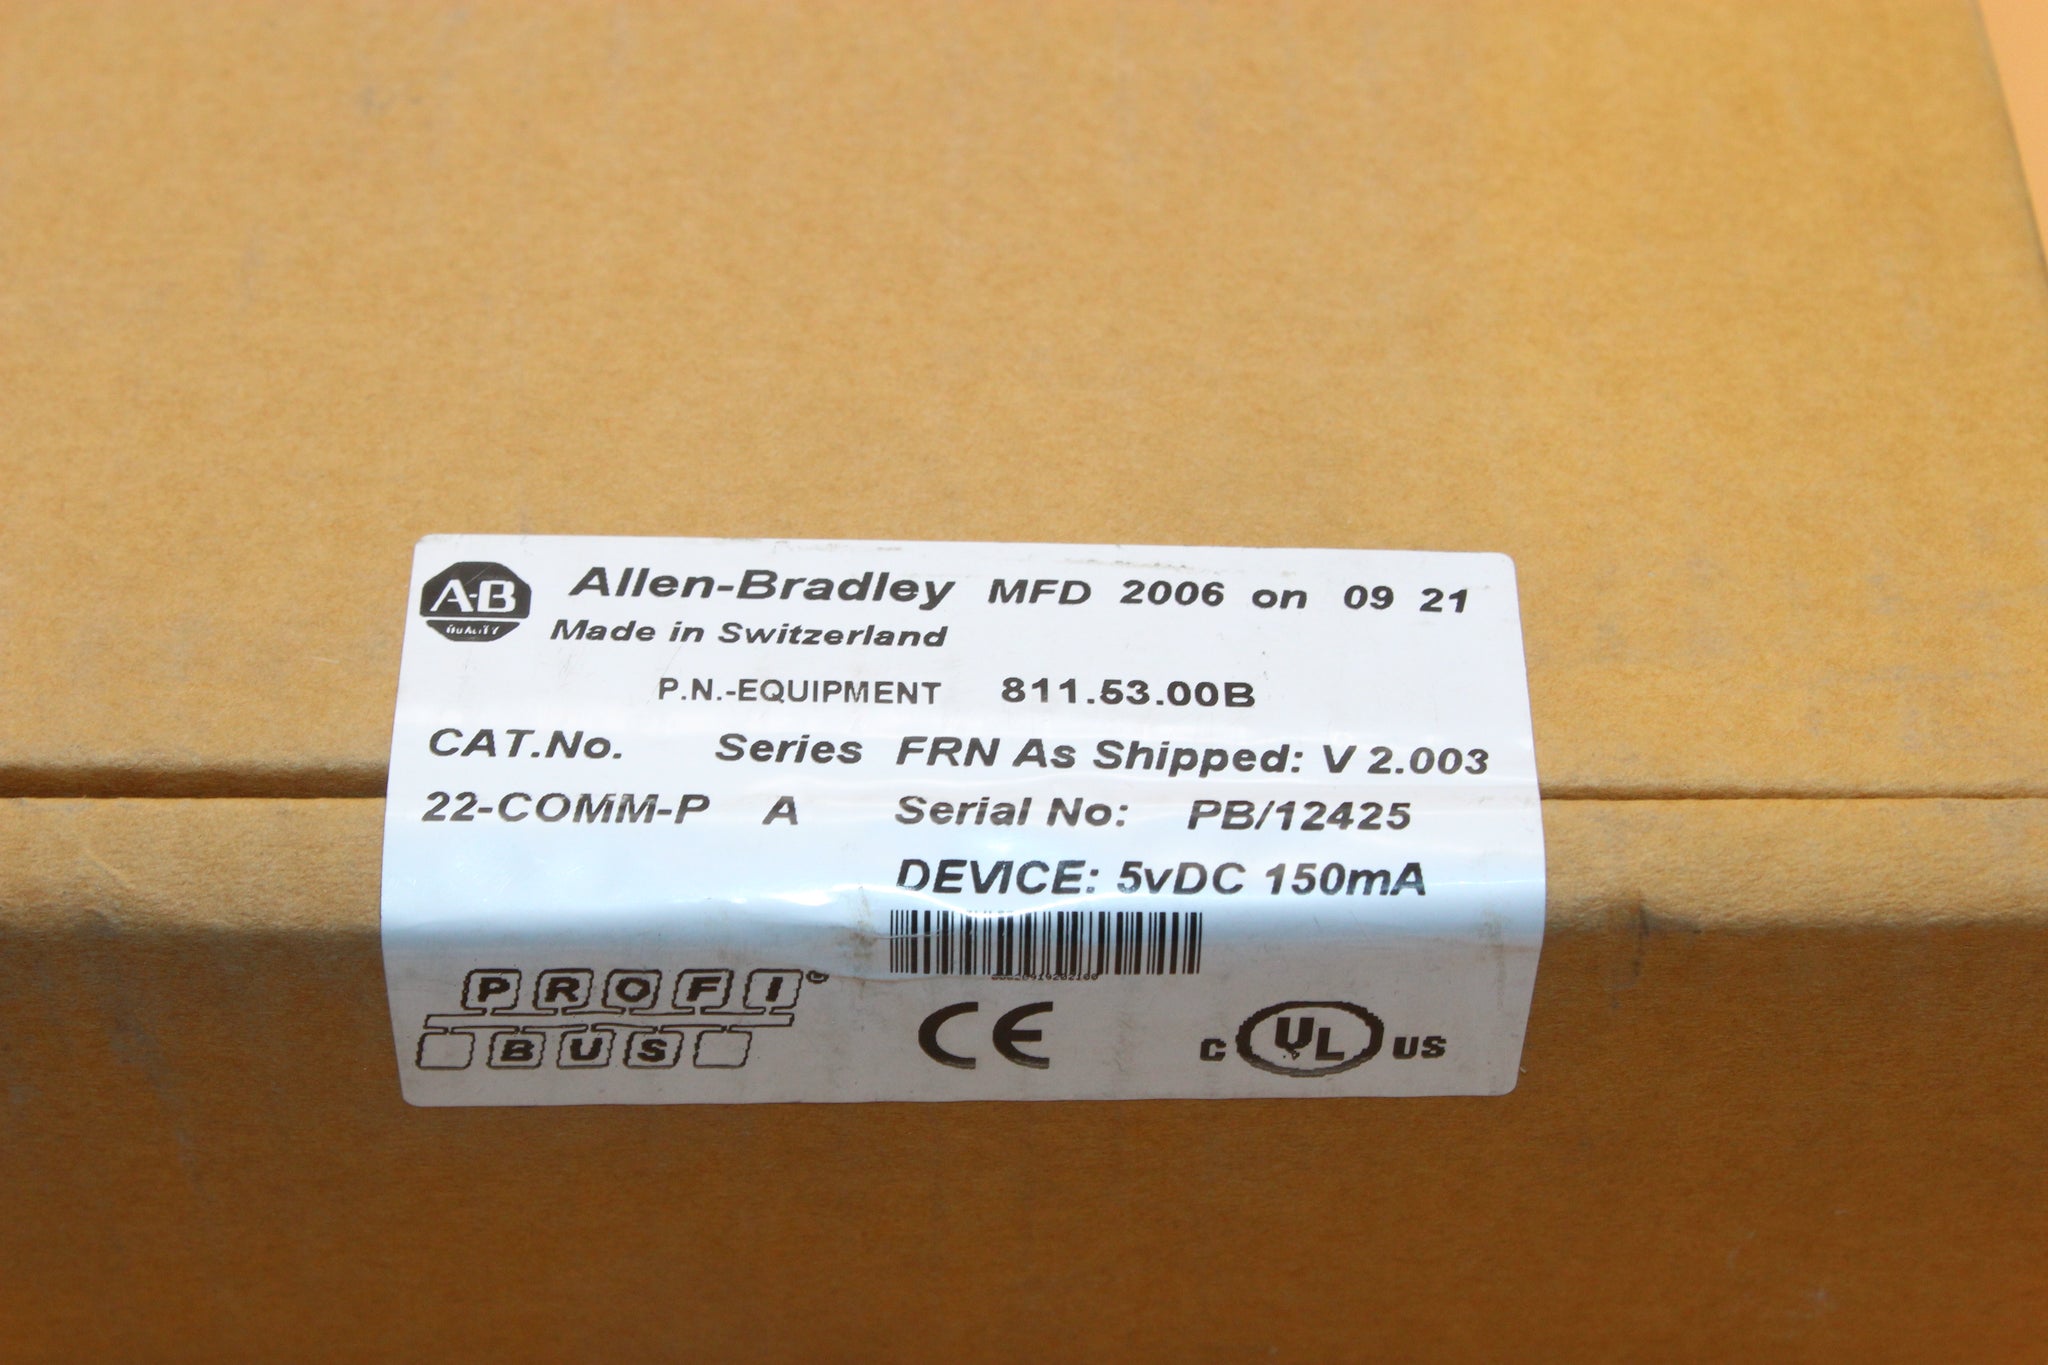 A-B Allen-Bradley MFD 2006 on 09 21
QUALITY Made in Switzerland
P.N.-EQUIPMENT 811.53.00B
CAT.No. Series FRN As Shipped: V 2.003
22-COMM-P A Serial No: PB/12425
DEVICE: 5vDC 150mA
PROFI®
BUS
CE
C UL US